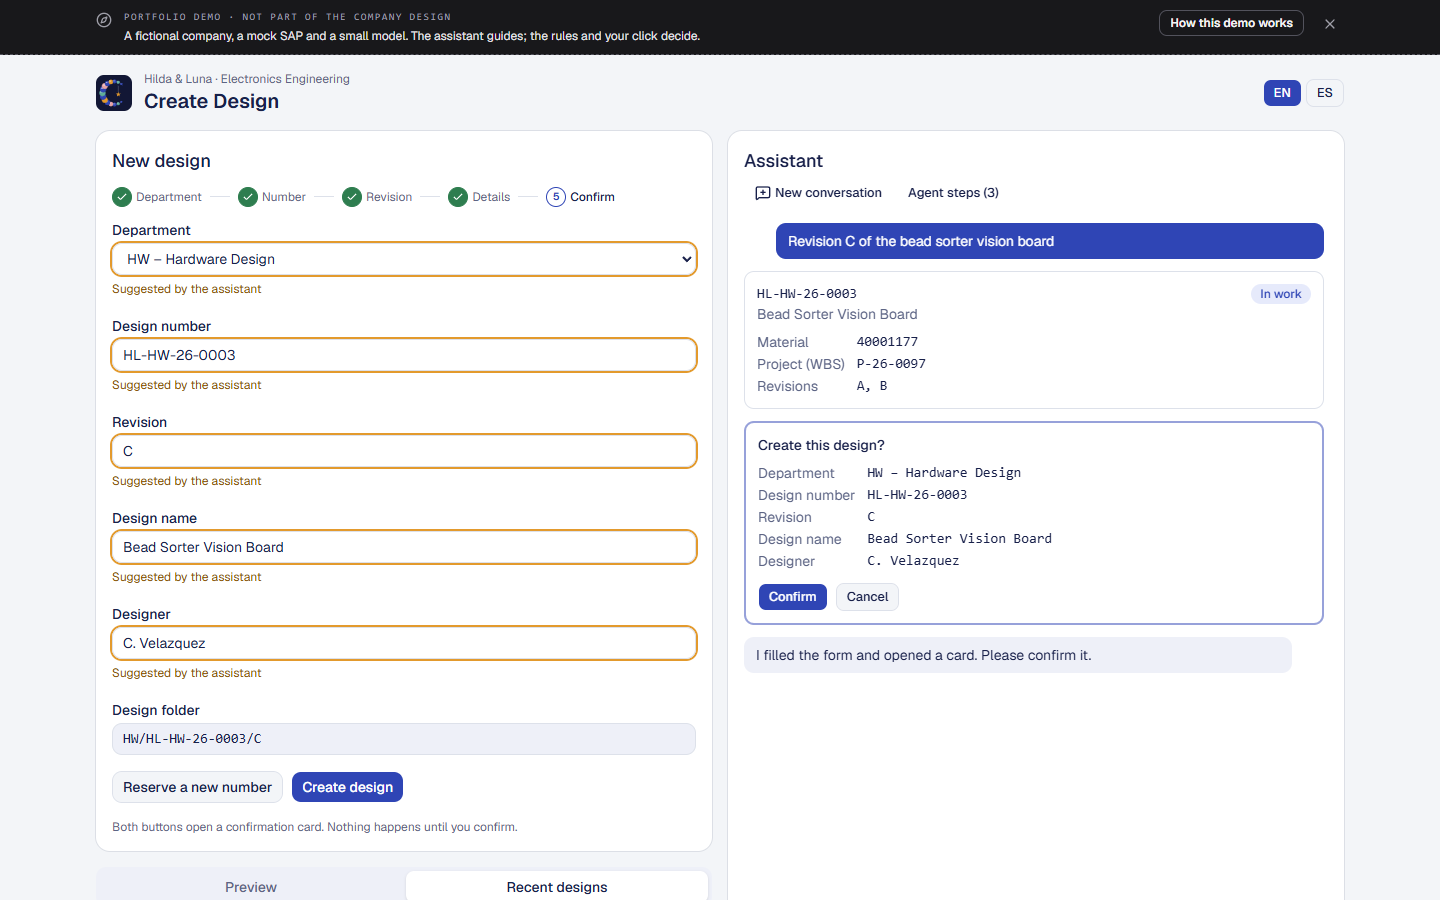 PORTFOLIO DEMO · NOT PART OF THE COMPANY DESIGN
A fictional company, a mock SAP and a small model. The assistant guides; the rules and your click decide.
How this demo works
Hilda & Luna · Electronics Engineering
Create Design
EN
ES
New design
Department
Number
Revision
Details
5
Confirm
Department
HW – Hardware Design
Suggested by the assistant
Design number
HL-HW-26-0003
Suggested by the assistant
Revision
C
Suggested by the assistant
Design name
Bead Sorter Vision Board
Suggested by the assistant
Designer
C. Velazquez
Suggested by the assistant
Design folder
HW/HL-HW-26-0003/C
Reserve a new number
Create design
Both buttons open a confirmation card. Nothing happens until you confirm.
Preview
Recent designs
Assistant
New conversation
Agent steps (3)
Revision C of the bead sorter vision board
HL-HW-26-0003
In work
Bead Sorter Vision Board
Material 40001177
Project (WBS) P-26-0097
Revisions A, B
Create this design?
Department HW – Hardware Design
Design number HL-HW-26-0003
Revision C
Design name Bead Sorter Vision Board
Designer C. Velazquez
Confirm
Cancel
I filled the form and opened a card. Please confirm it.